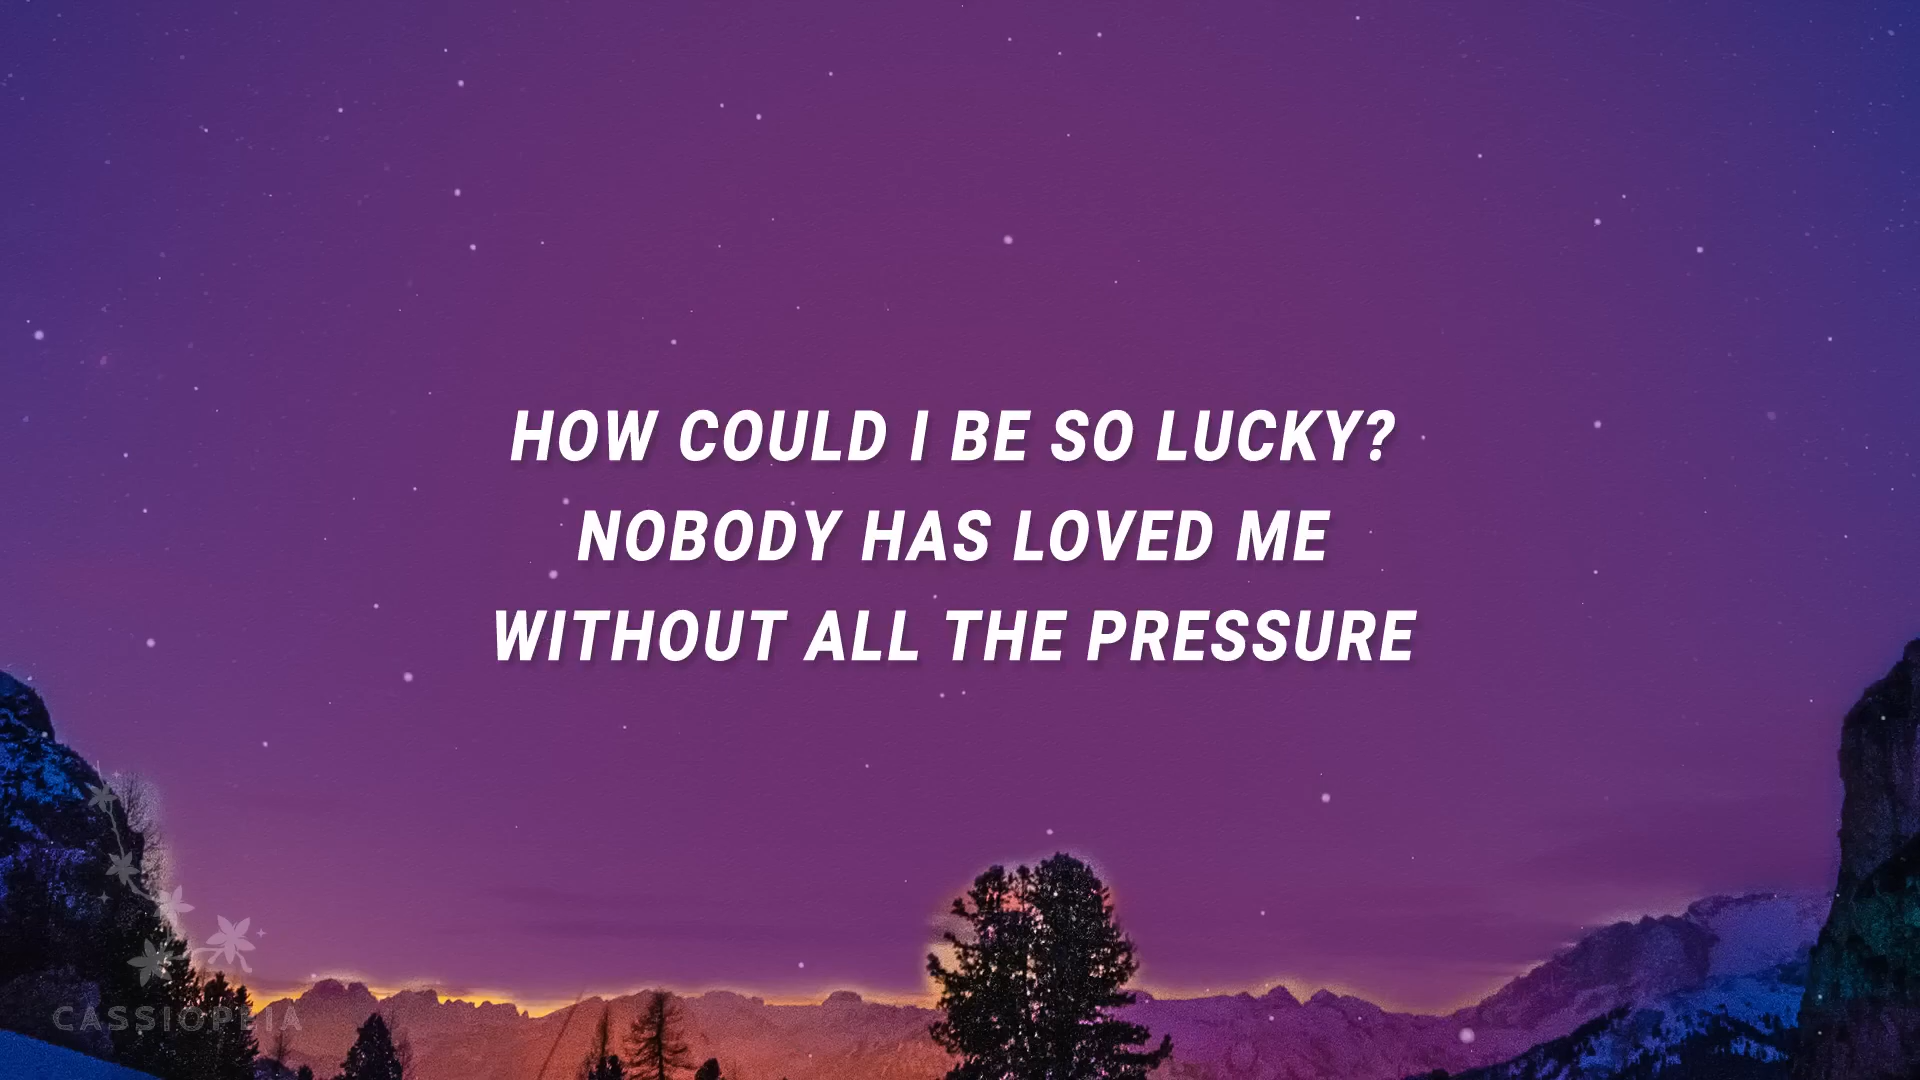 HOW COULD I BE SO LUCKY?
NOBODY HAS LOVED ME
WITHOUT ALL THE PRESSURE
CASSIOPEIA